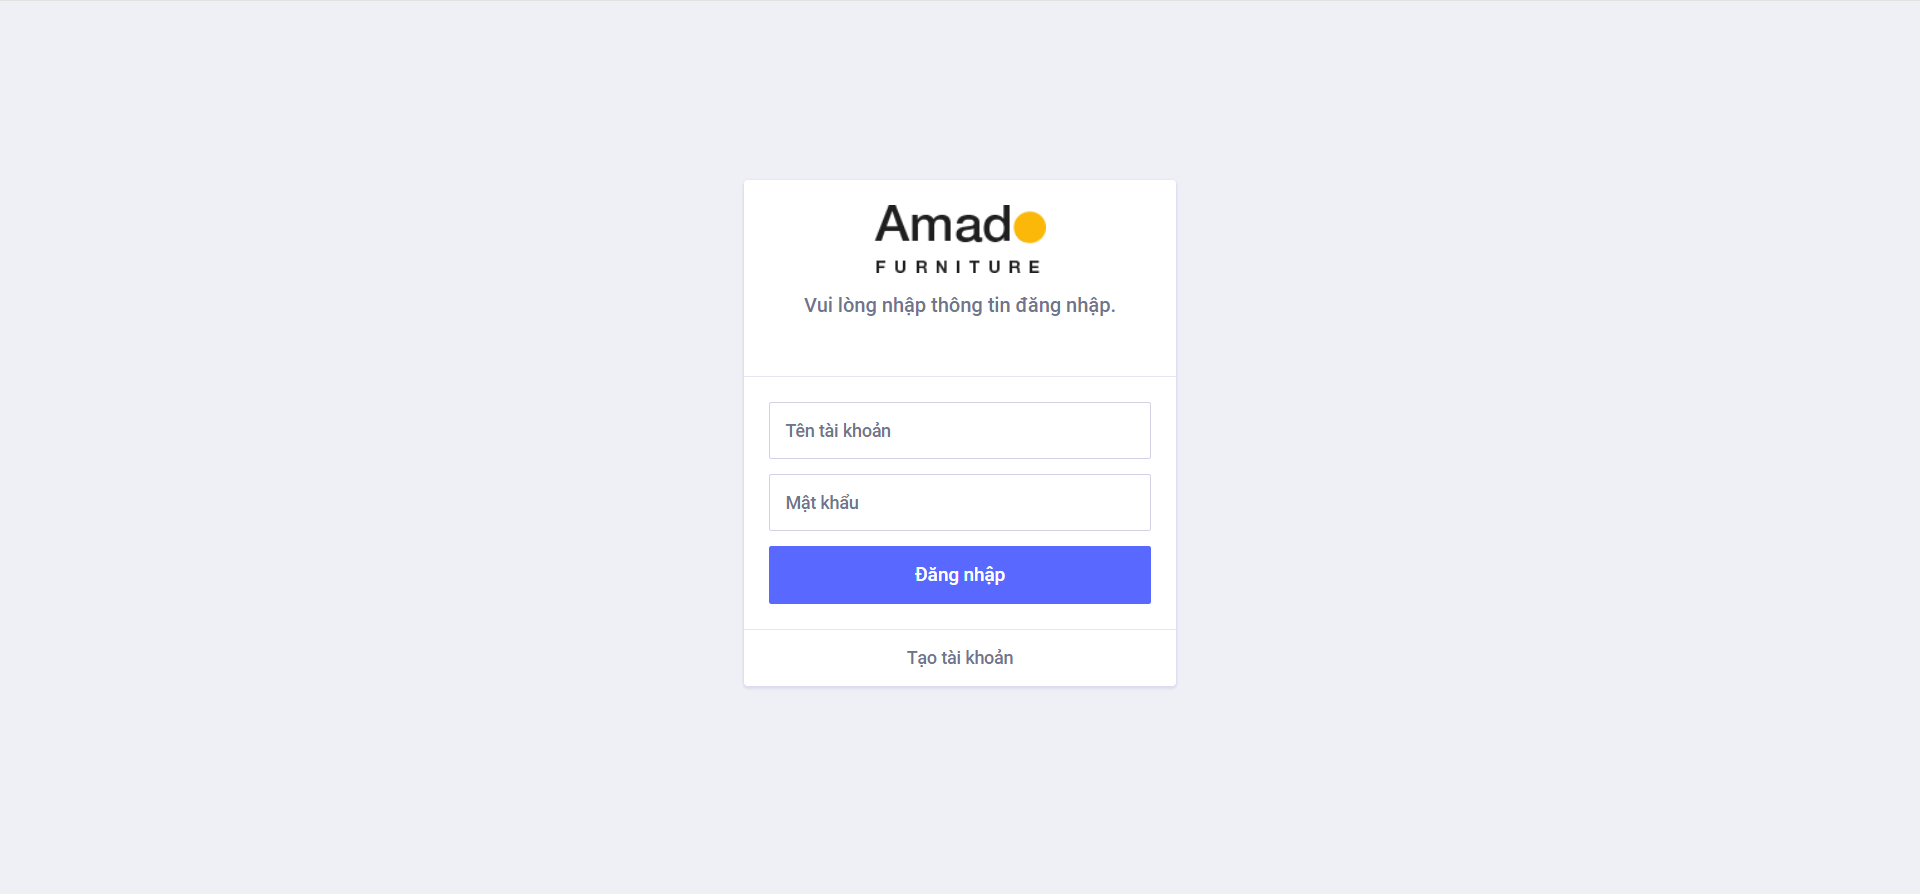 Amado
FURNITURE
Vui lòng nhập thông tin đăng nhập.
Tên tài khoản
Mật khẩu
Đăng nhập
Tạo tài khoản